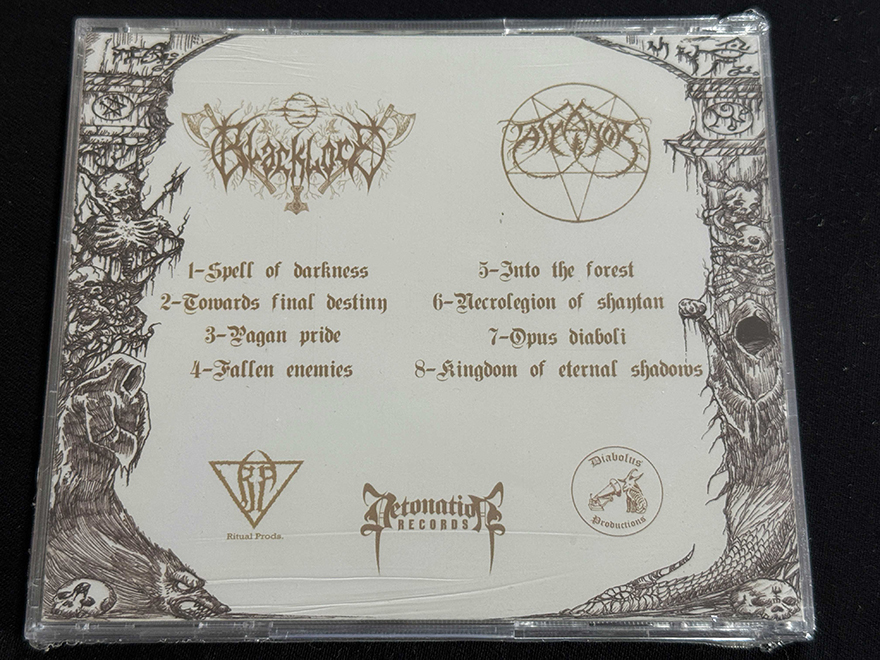 BlackLorD
1-Spell of darkness
2-Towards final destiny
3-Pagan pride
4-Fallen enemies
5-Into the forest
6-Necrolegion of shaytan
7-Opus diaboli
8-Kingdom of eternal shadows
RP
Ritual Prods.
Detonation
RECORDS
Diabolus
Productions